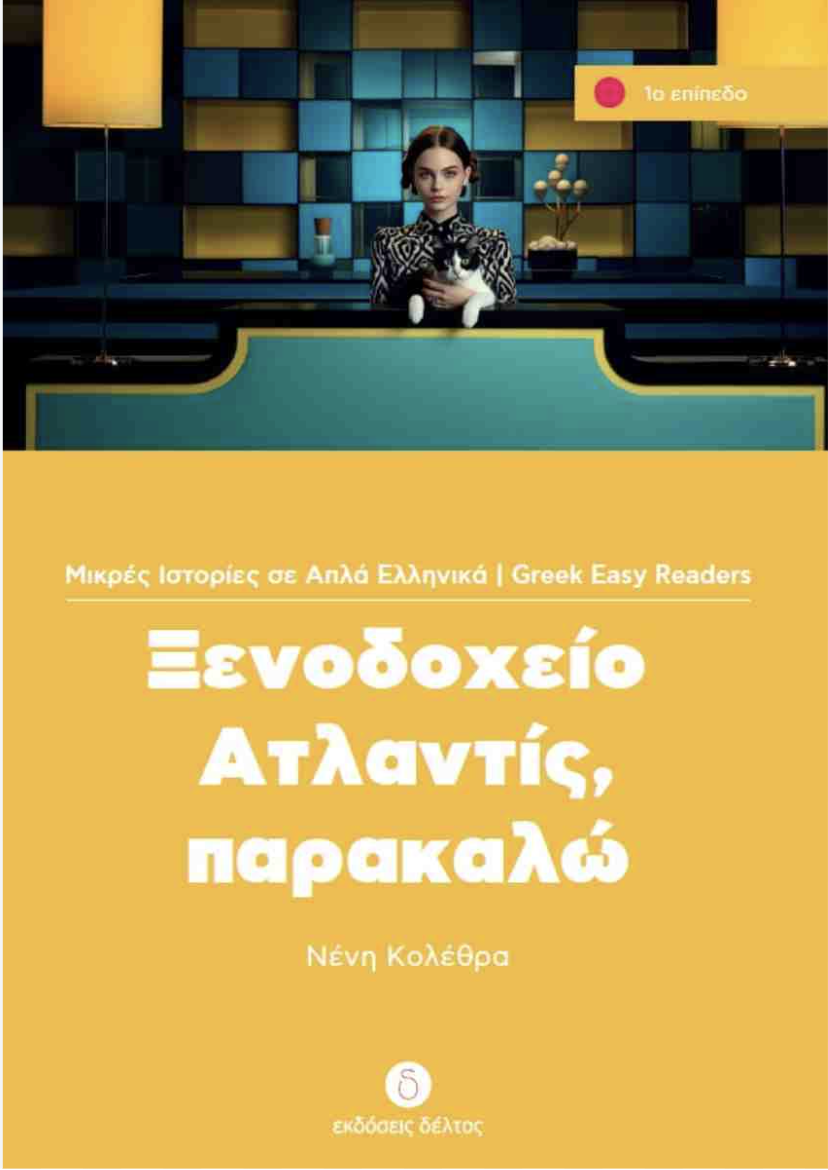 1ο επίπεδο
Μικρές Ιστορίες σε Απλά Ελληνικά | Greek Easy Readers
Ξενοδοχείο
Ατλαντίς,
παρακαλώ
Νένη Κολέθρα
δ
εκδόσεις δέλτος